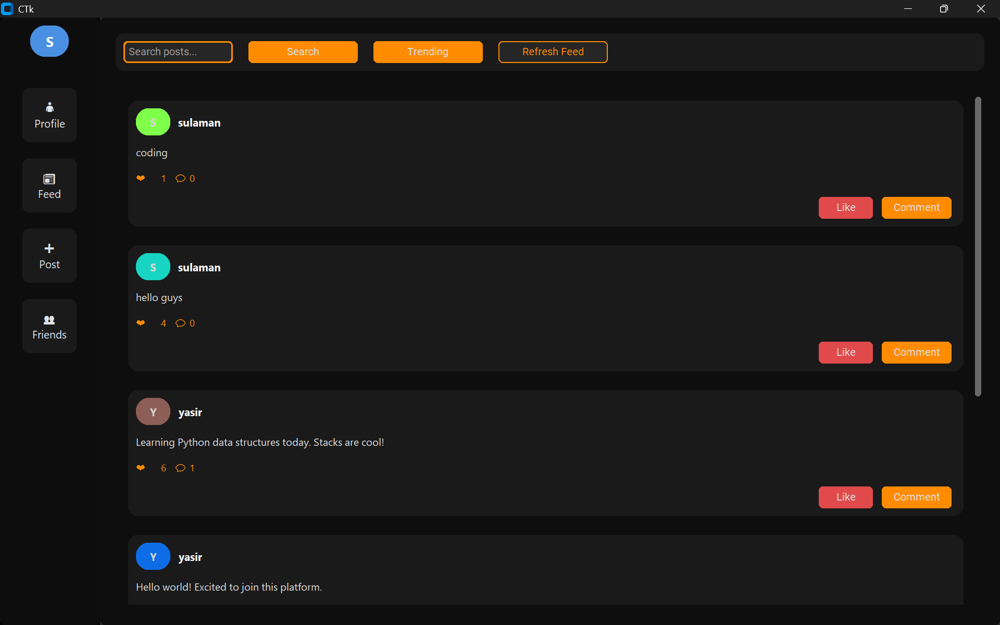 CTk
S
Search posts...
Search
Trending
Refresh Feed
Profile
Feed
Post
Friends
S
sulaman
coding
1 0
Like
Comment
S
sulaman
hello guys
4 0
Like
Comment
Y
yasir
Learning Python data structures today. Stacks are cool!
6 1
Like
Comment
Y
yasir
Hello world! Excited to join this platform.